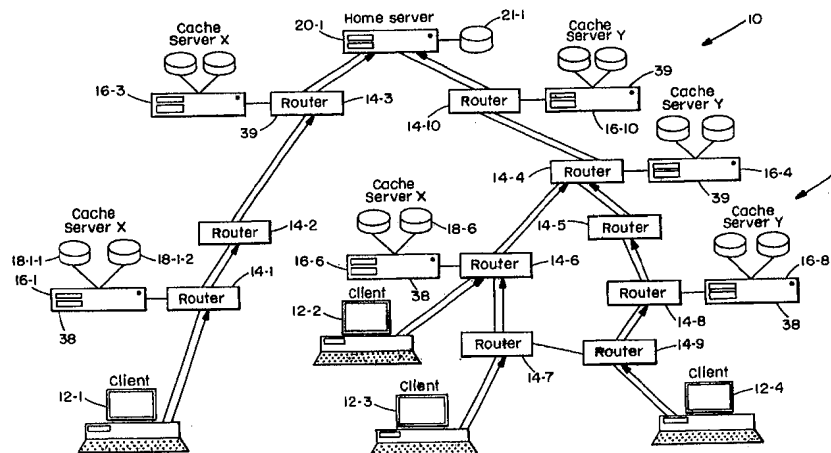 Home server
20-1
21-1
10
Cache
Server X
16-3
Router
39
14-3
Cache
Server Y
39
Router
14-10
16-10
Cache
Server Y
14-4
Router
16-4
39
Cache
Server X
18-1-1
18-1-2
16-1
38
Router
14-1
Router
14-2
Cache
Server X
18-6
16-6
38
Router
14-6
14-5
Router
Cache
Server Y
16-8
Router
38
14-8
12-2
Client
Router
14-7
Router
14-9
12-1
Client
12-3
Client
Client
12-4